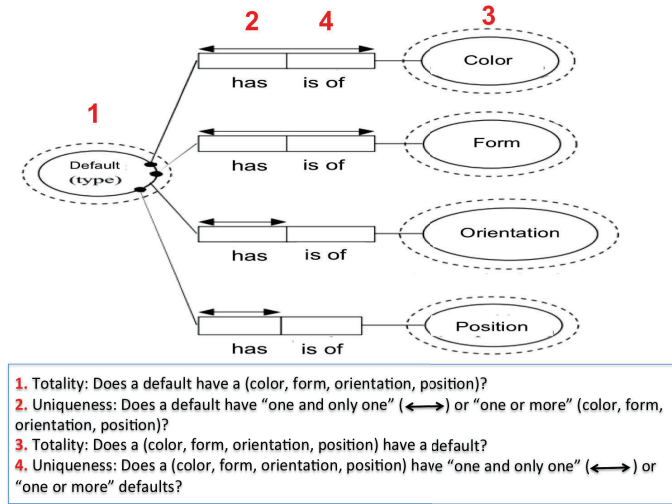 2 4 3
Color
has is of
1
Form
has is of
Default
(type)
Orientation
has is of
Position
has is of
1. Totality: Does a default have a (color, form, orientation, position)?
2. Uniqueness: Does a default have “one and only one” (⟷) or “one or more” (color, form,
orientation, position)?
3. Totality: Does a (color, form, orientation, position) have a default?
4. Uniqueness: Does a (color, form, orientation, position) have “one and only one” (⟷) or
“one or more” defaults?